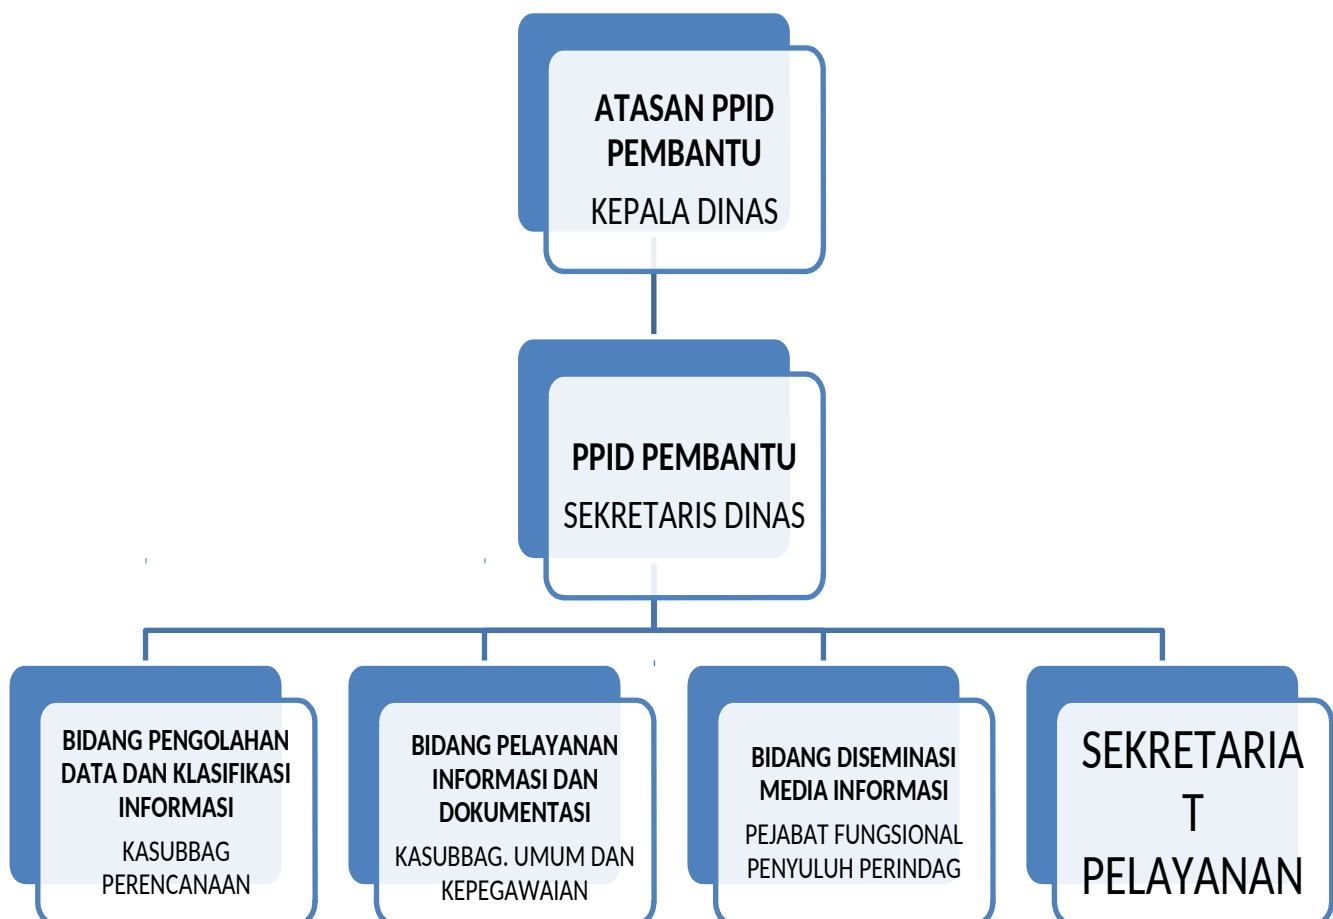 ATASAN PPID
PEMBANTU
KEPALA DINAS
PPID PEMBANTU
SEKRETARIS DINAS
BIDANG PENGOLAHAN
DATA DAN KLASIFIKASI
INFORMASI
KASUBBAG
PERENCANAAN
BIDANG PELAYANAN
INFORMASI DAN
DOKUMENTASI
KASUBBAG. UMUM DAN
KEPEGAWAIAN
BIDANG DISEMINASI
MEDIA INFORMASI
PEJABAT FUNGSIONAL
PENYULUH PERINDAG
SEKRETARIA
T
PELAYANAN